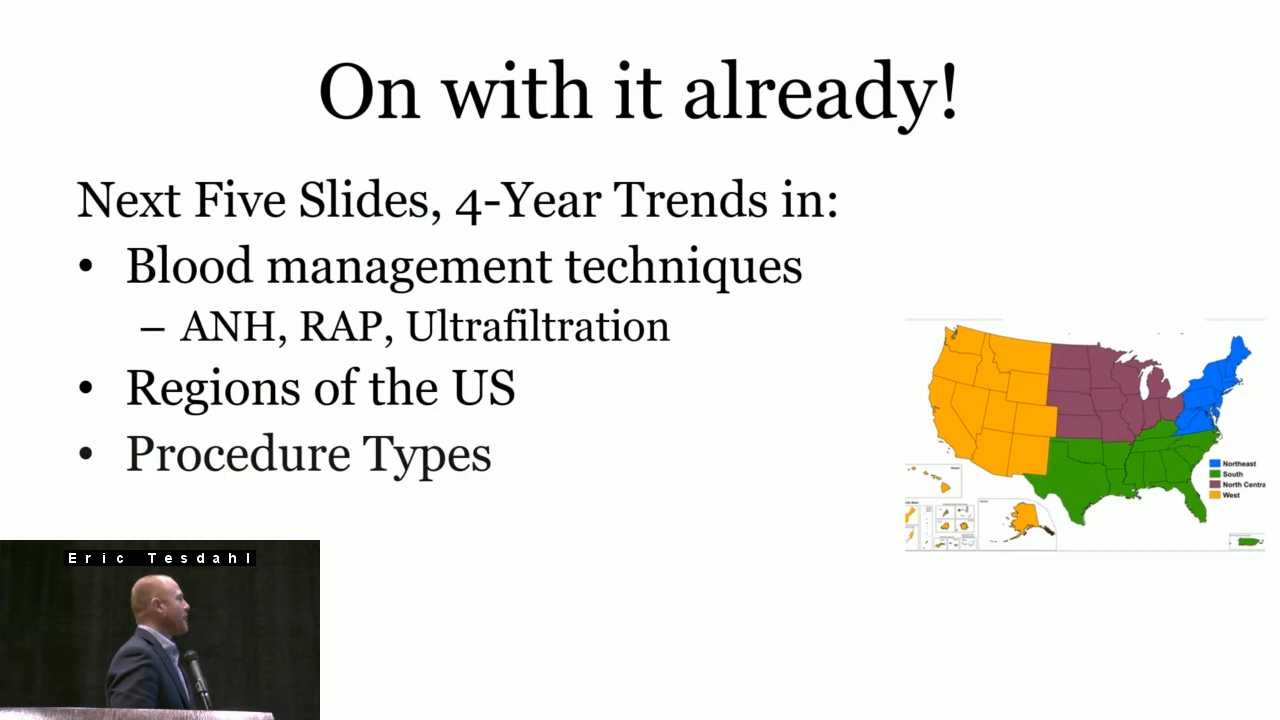 On with it already!
Next Five Slides, 4-Year Trends in:
• Blood management techniques
– ANH, RAP, Ultrafiltration
• Regions of the US
• Procedure Types
Northeast
South
North Centra
West
Eric Tesdahl